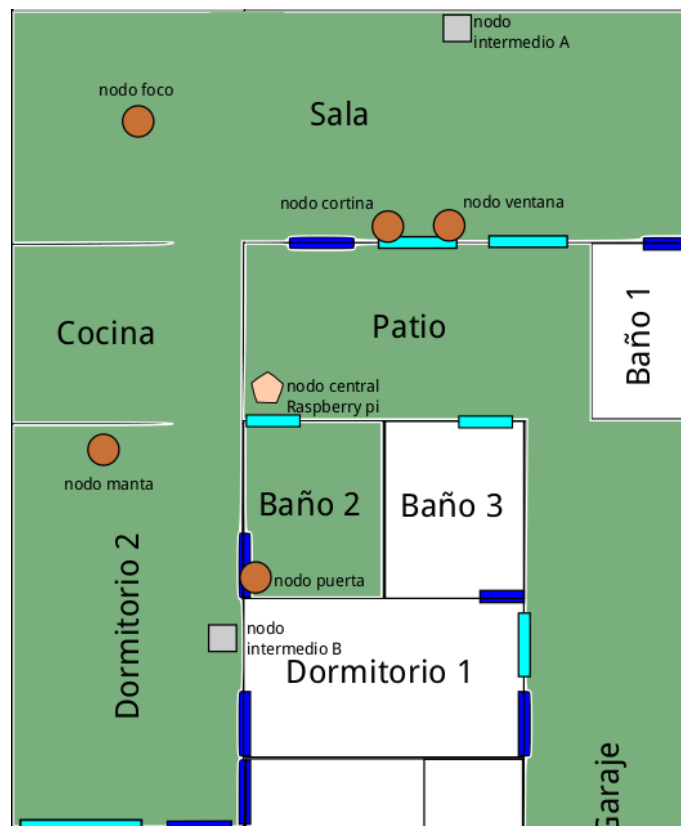 nodo
intermedio A
nodo foco
Sala
nodo cortina
nodo ventana
Cocina
Patio
Baño 1
nodo central
Raspberry pi
nodo manta
Baño 2
Baño 3
Dormitorio 2
nodo puerta
nodo
intermedio B
Dormitorio 1
Garaje